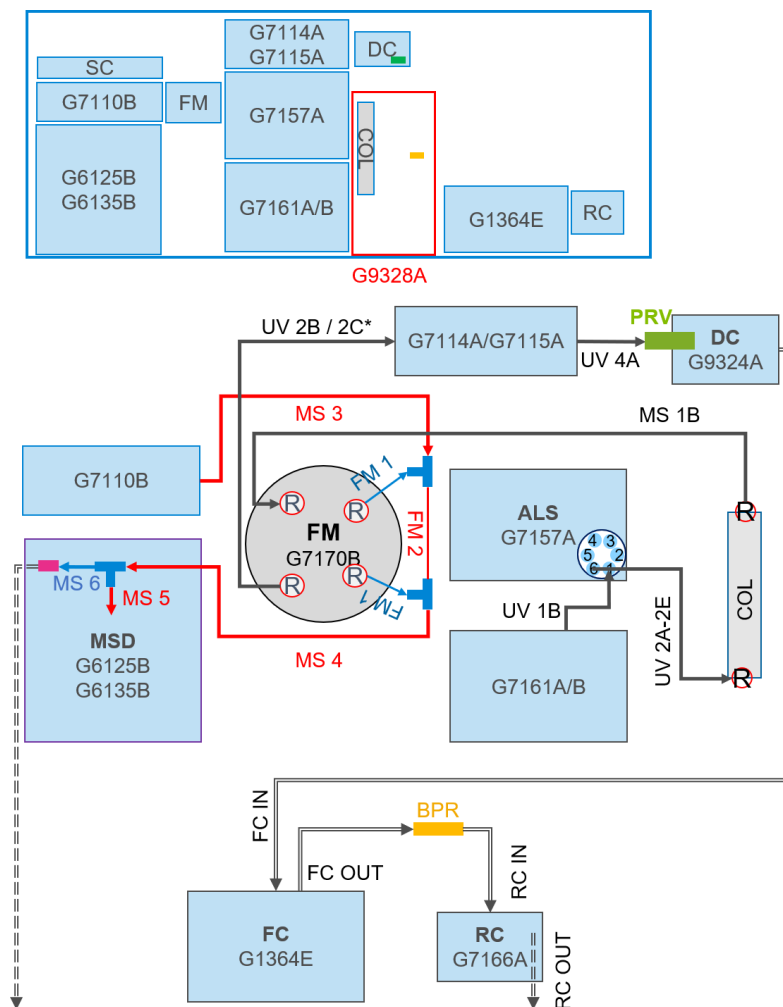 G7114A
G7115A
DC
SC
G7110B
FM
G7157A
COL
G6125B
G6135B
G7161A/B
G1364E
RC
G9328A
UV 2B / 2C*
G7114A/G7115A
UV 4A
PRV
DC
G9324A
MS 3
MS 1B
G7110B
FM 1
R
R
R
FM
G7170B
FM 2
ALS
G7157A
4
3
5
2
6
1
COL
R
R
FM 1
MS 6
MS 5
MSD
G6125B
G6135B
MS 4
UV 1B
UV 2A-2E
G7161A/B
R
FC IN
BPR
FC OUT
RC IN
FC
G1364E
RC
G7166A
RC OUT